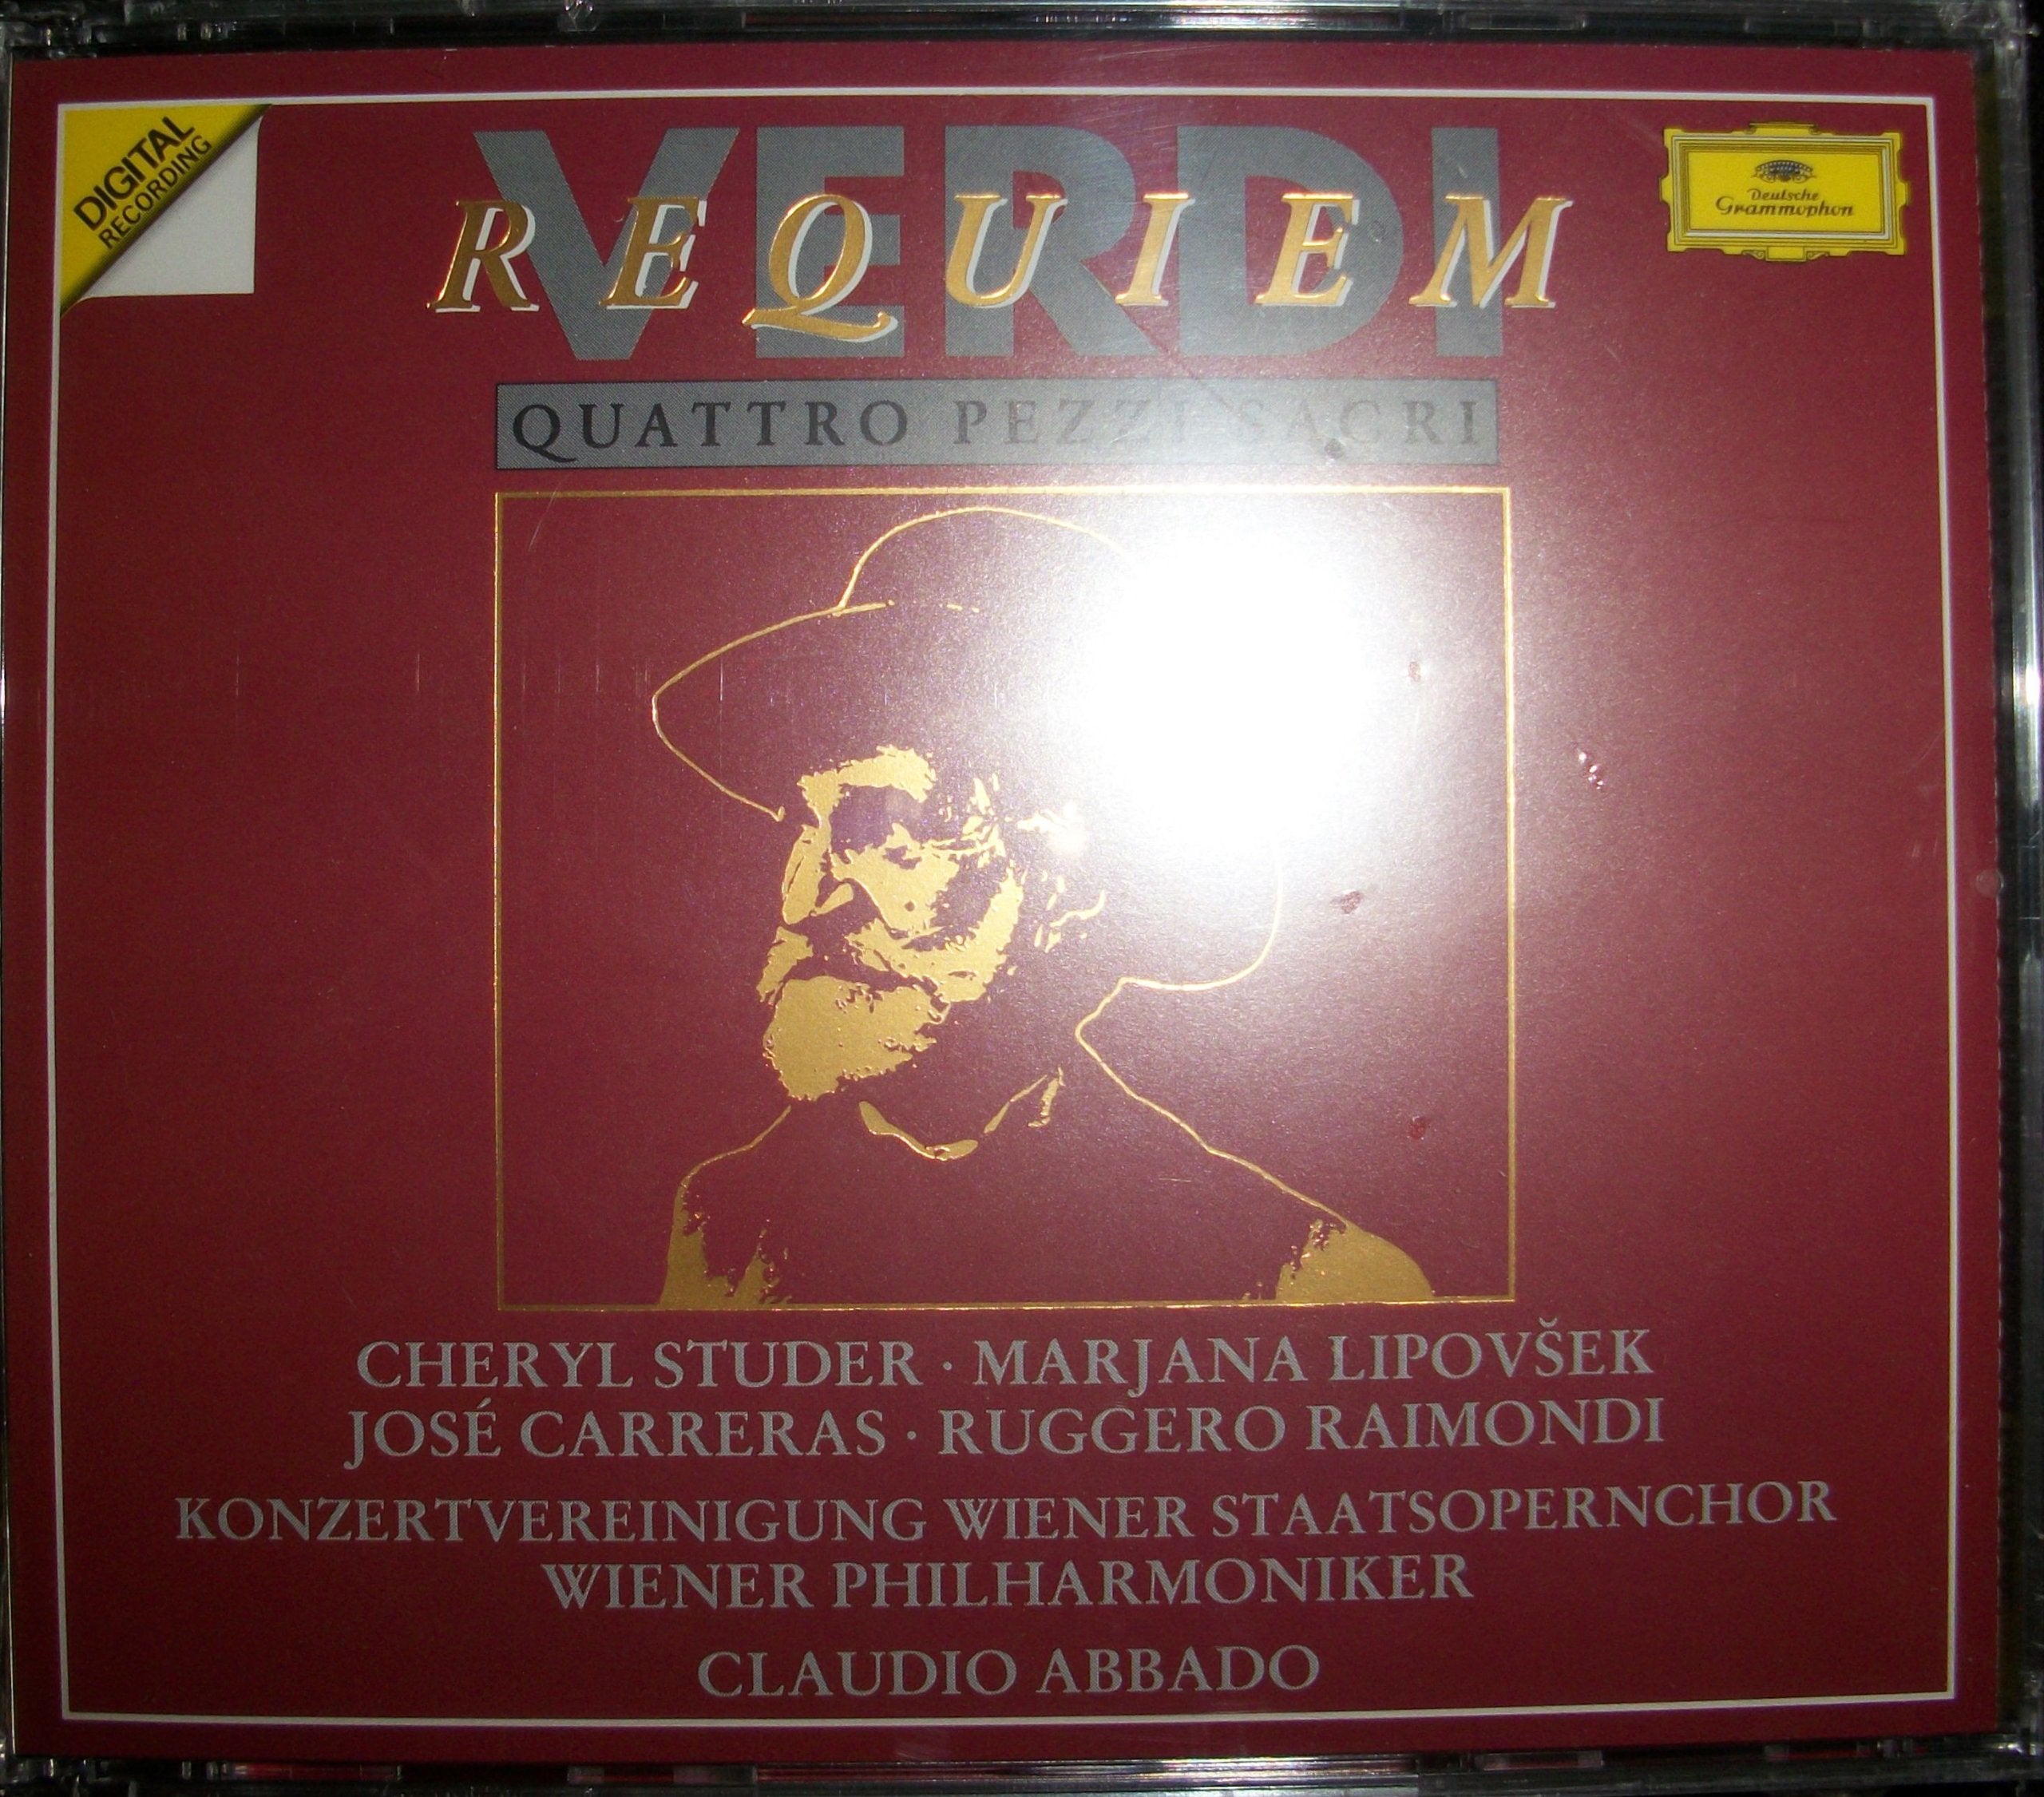 DIGITAL
RECORDING
VERDI
REQUIEM
Deutsche
Grammophon
QUATTRO PEZZI SACRI
CHERYL STUDER · MARJANA LIPOVŠEK
JOSÉ CARRERAS · RUGGERO RAIMONDI
KONZERTVEREINIGUNG WIENER STAATSOPERNCHOR
WIENER PHILHARMONIKER
CLAUDIO ABBADO